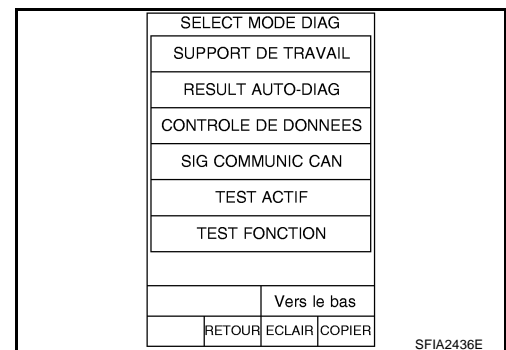 SELECT MODE DIAG
SUPPORT DE TRAVAIL
RESULT AUTO-DIAG
CONTROLE DE DONNEES
SIG COMMUNIC CAN
TEST ACTIF
TEST FONCTION
Vers le bas
RETOUR ECLAIR COPIER
SFIA2436E